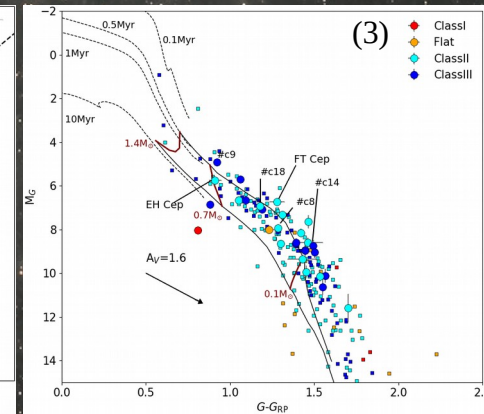 (3)
ClassI
Flat
ClassII
ClassIII
0.5Myr
0.1Myr
1Myr
10Myr
1.4M⊙
#c9
#c18
FT Cep
#c14
EH Cep
#c8
0.7M⊙
Aᵥ=1.6
0.1M⊙
M_G
−2
0
2
4
6
8
10
12
14
0.0
0.5
1.0
1.5
2.0
2.
G-G_RP